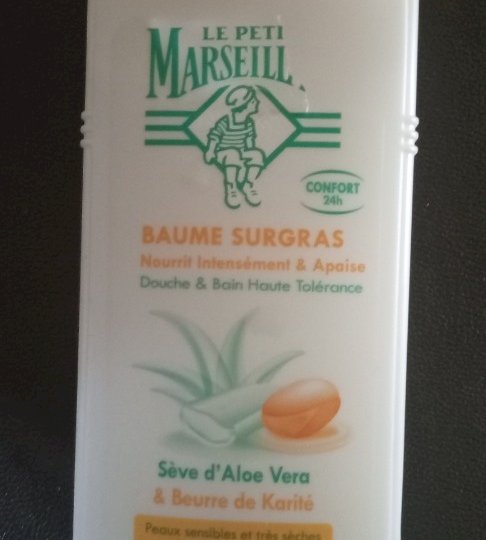 LE PETI
MARSEILL
CONFORT
24h
BAUME SURGRAS
Nourrit Intensément & Apaise
Douche & Bain Haute Tolérance
Sève d'Aloe Vera
& Beurre de Karité
Peaux sensibles et très sèches